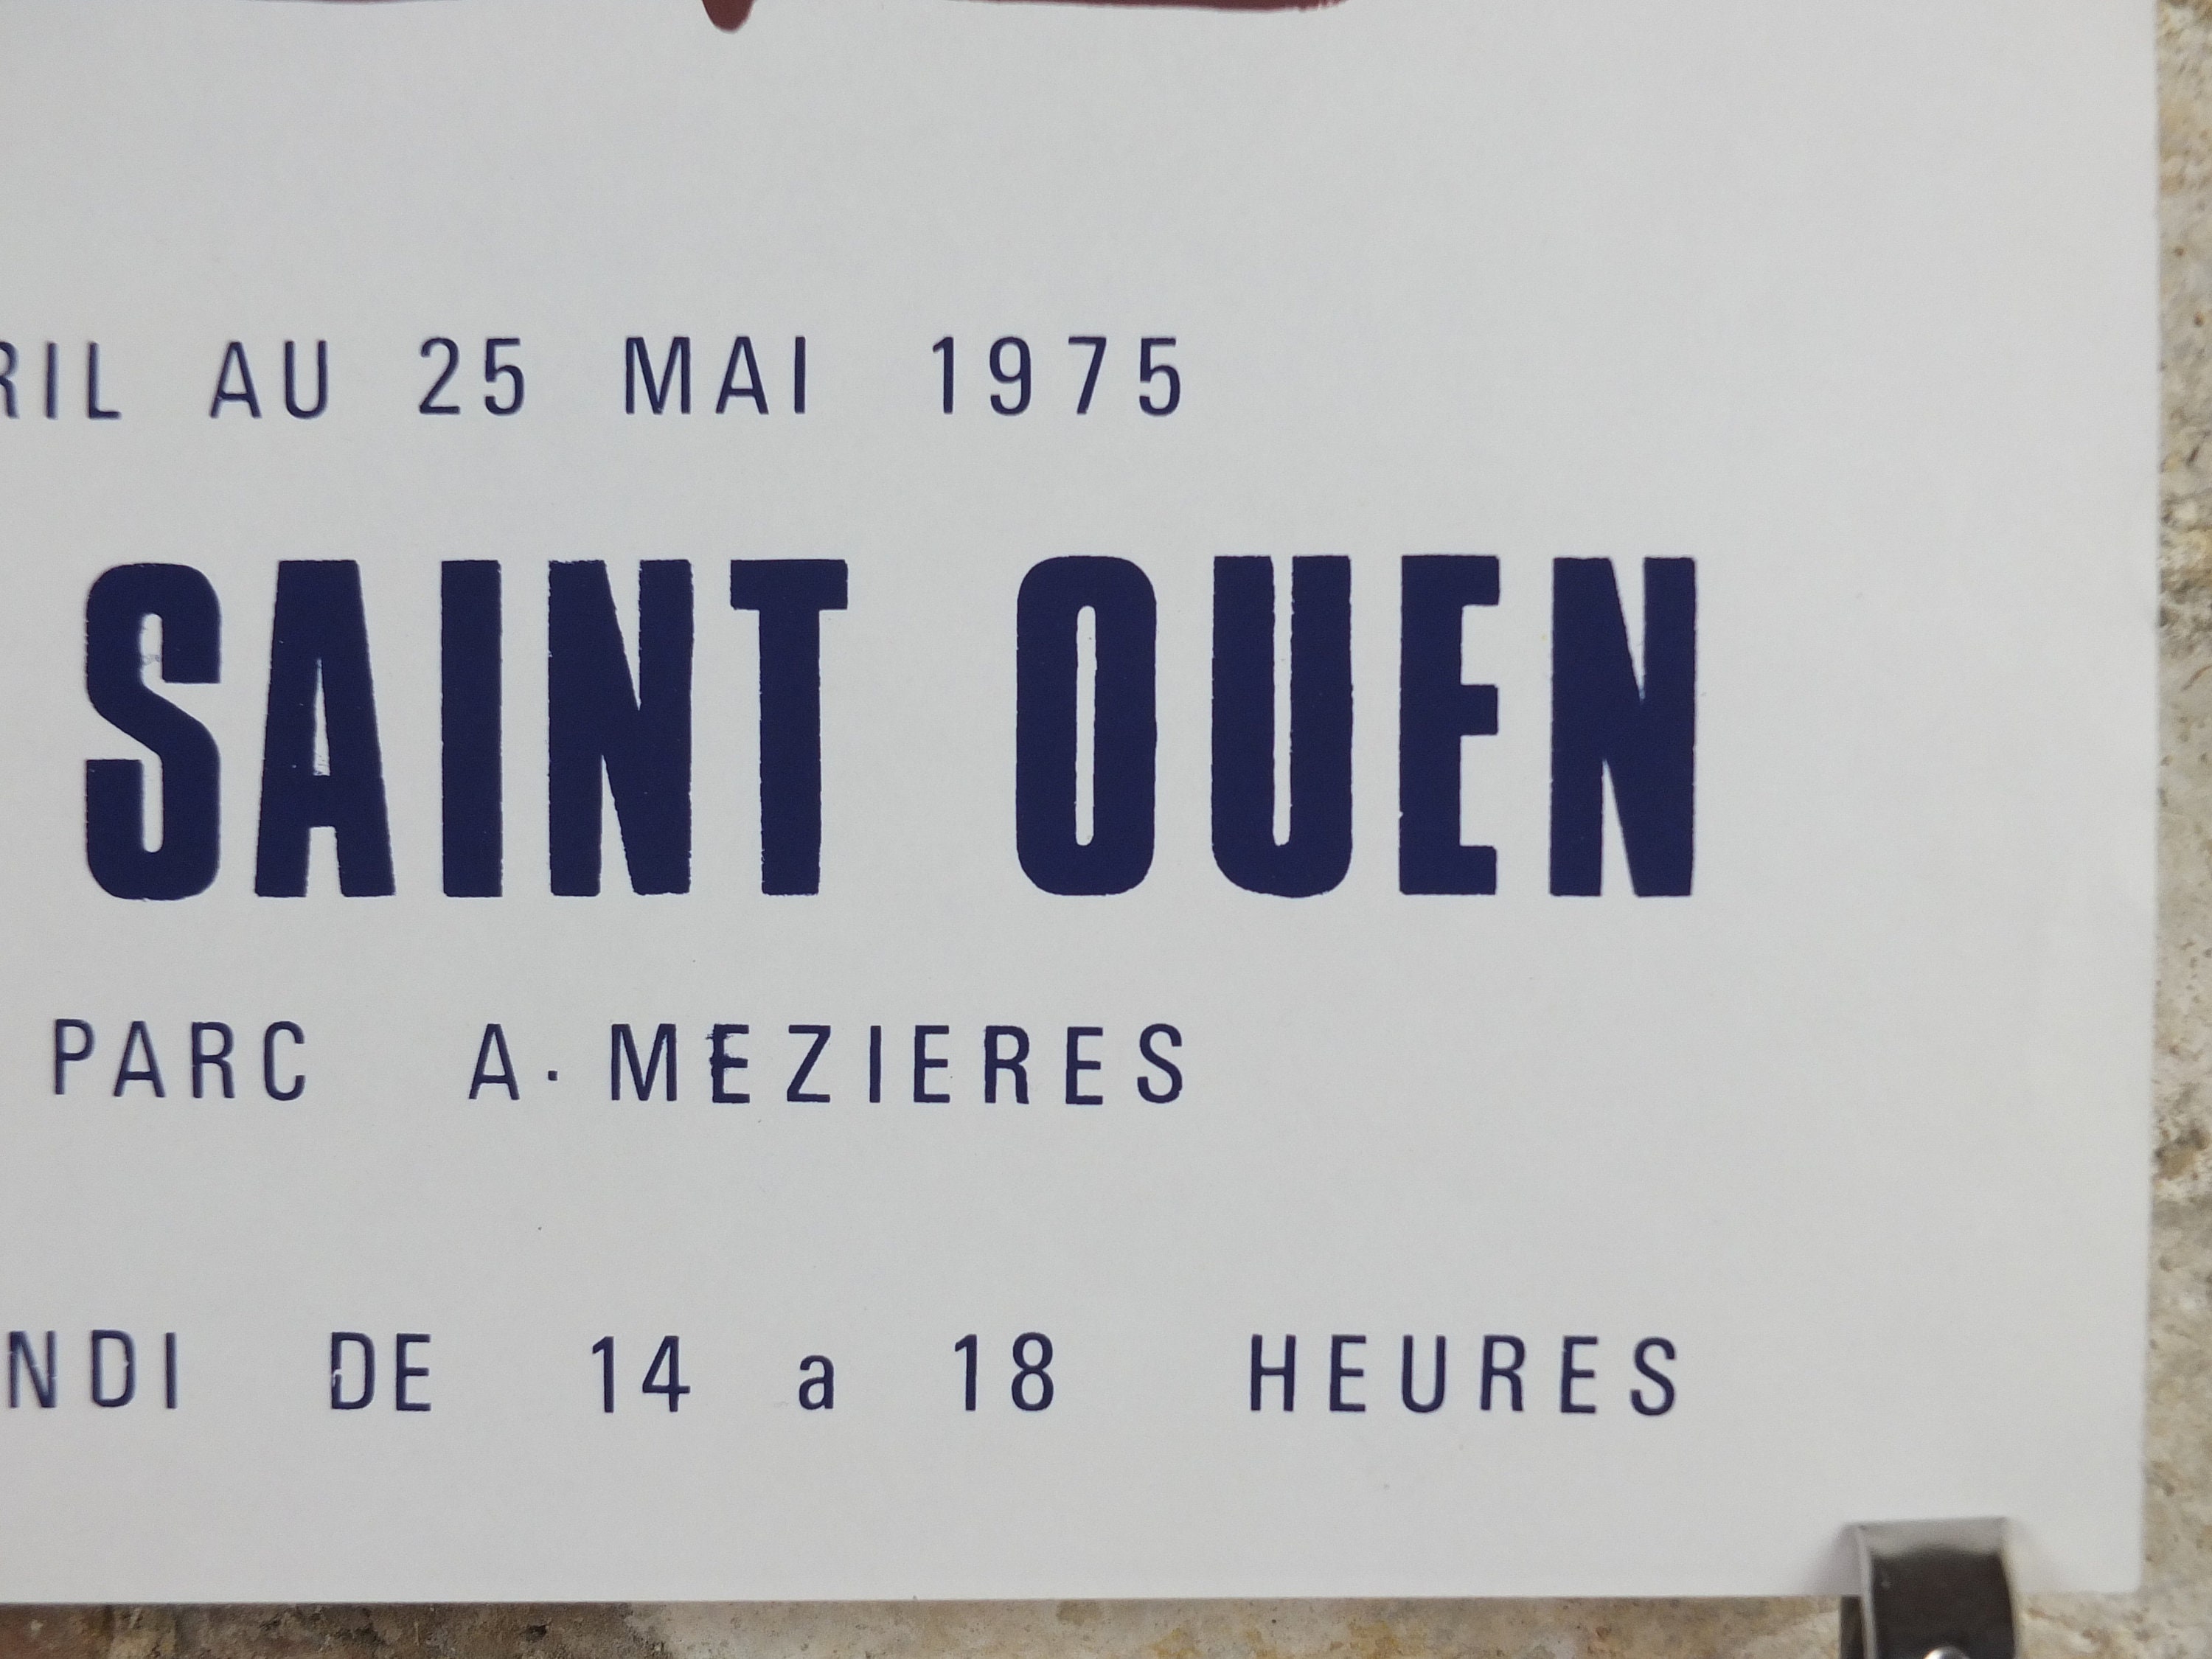 RIL AU 25 MAI 1975
SAINT OUEN
PARC A. MEZIERES
NDI DE 14 a 18 HEURES